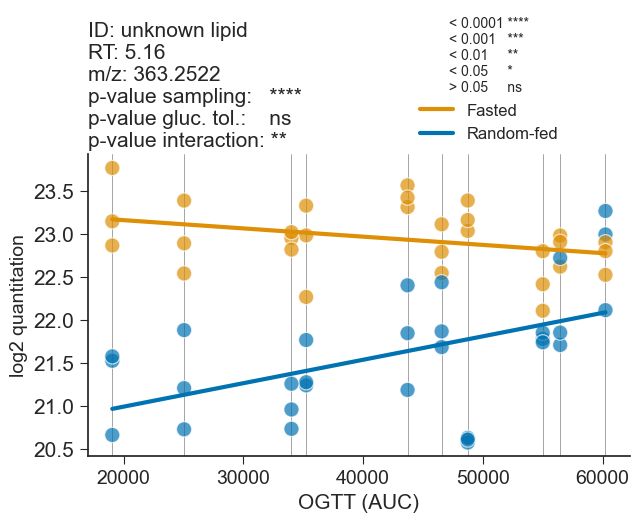 ID: unknown lipid
RT: 5.16
m/z: 363.2522
p-value sampling: ****
p-value gluc. tol.: ns
p-value interaction: **
< 0.0001 ****
< 0.001 ***
< 0.01 **
< 0.05 *
> 0.05 ns
Fasted
Random-fed
log2 quantitation
23.5
23.0
22.5
22.0
21.5
21.0
20.5
20000 30000 40000 50000 60000
OGTT (AUC)